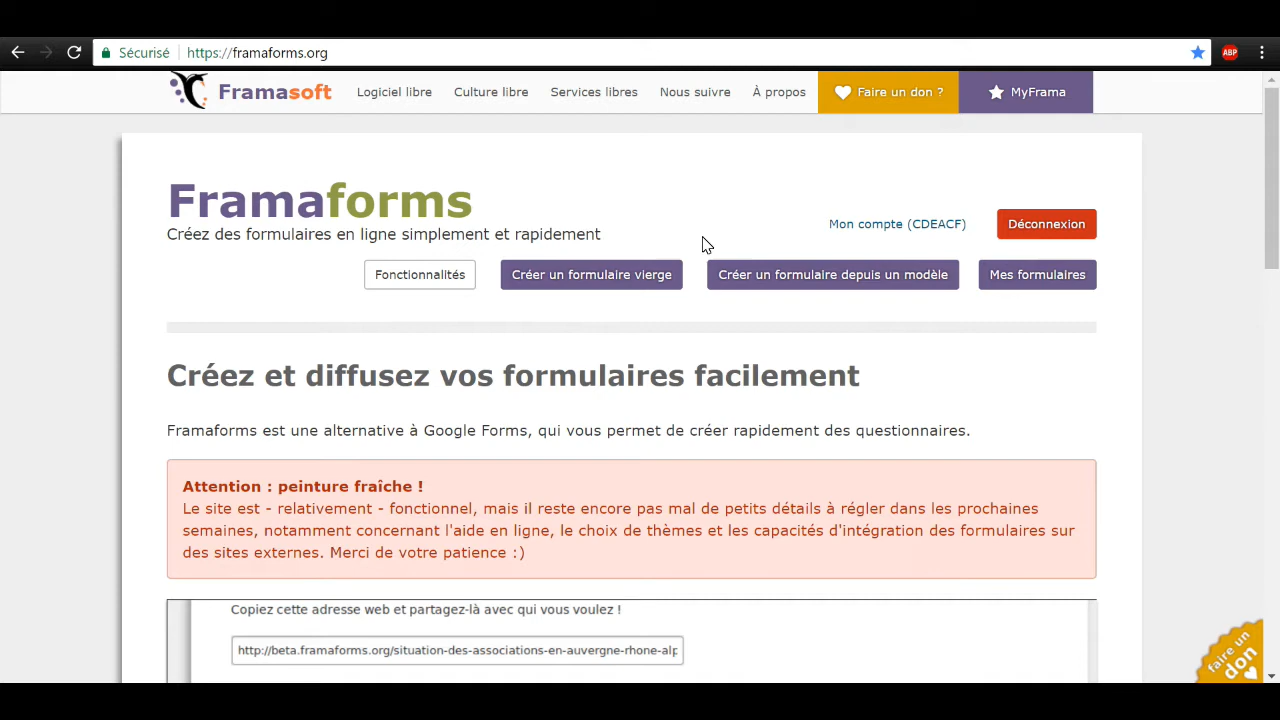 Sécurisé https://framaforms.org
ABP
Framasoft Logiciel libre Culture libre Services libres Nous suivre À propos Faire un don ? MyFrama
Framaforms
Créez des formulaires en ligne simplement et rapidement
Mon compte (CDEACF) Déconnexion
Fonctionnalités Créer un formulaire vierge Créer un formulaire depuis un modèle Mes formulaires
Créez et diffusez vos formulaires facilement
Framaforms est une alternative à Google Forms, qui vous permet de créer rapidement des questionnaires.
Attention : peinture fraîche !
Le site est - relativement - fonctionnel, mais il reste encore pas mal de petits détails à régler dans les prochaines
semaines, notamment concernant l'aide en ligne, le choix de thèmes et les capacités d'intégration des formulaires sur
des sites externes. Merci de votre patience :)
Copiez cette adresse web et partagez-là avec qui vous voulez !
http://beta.framaforms.org/situation-des-associations-en-auvergne-rhone-alp
faire un
don